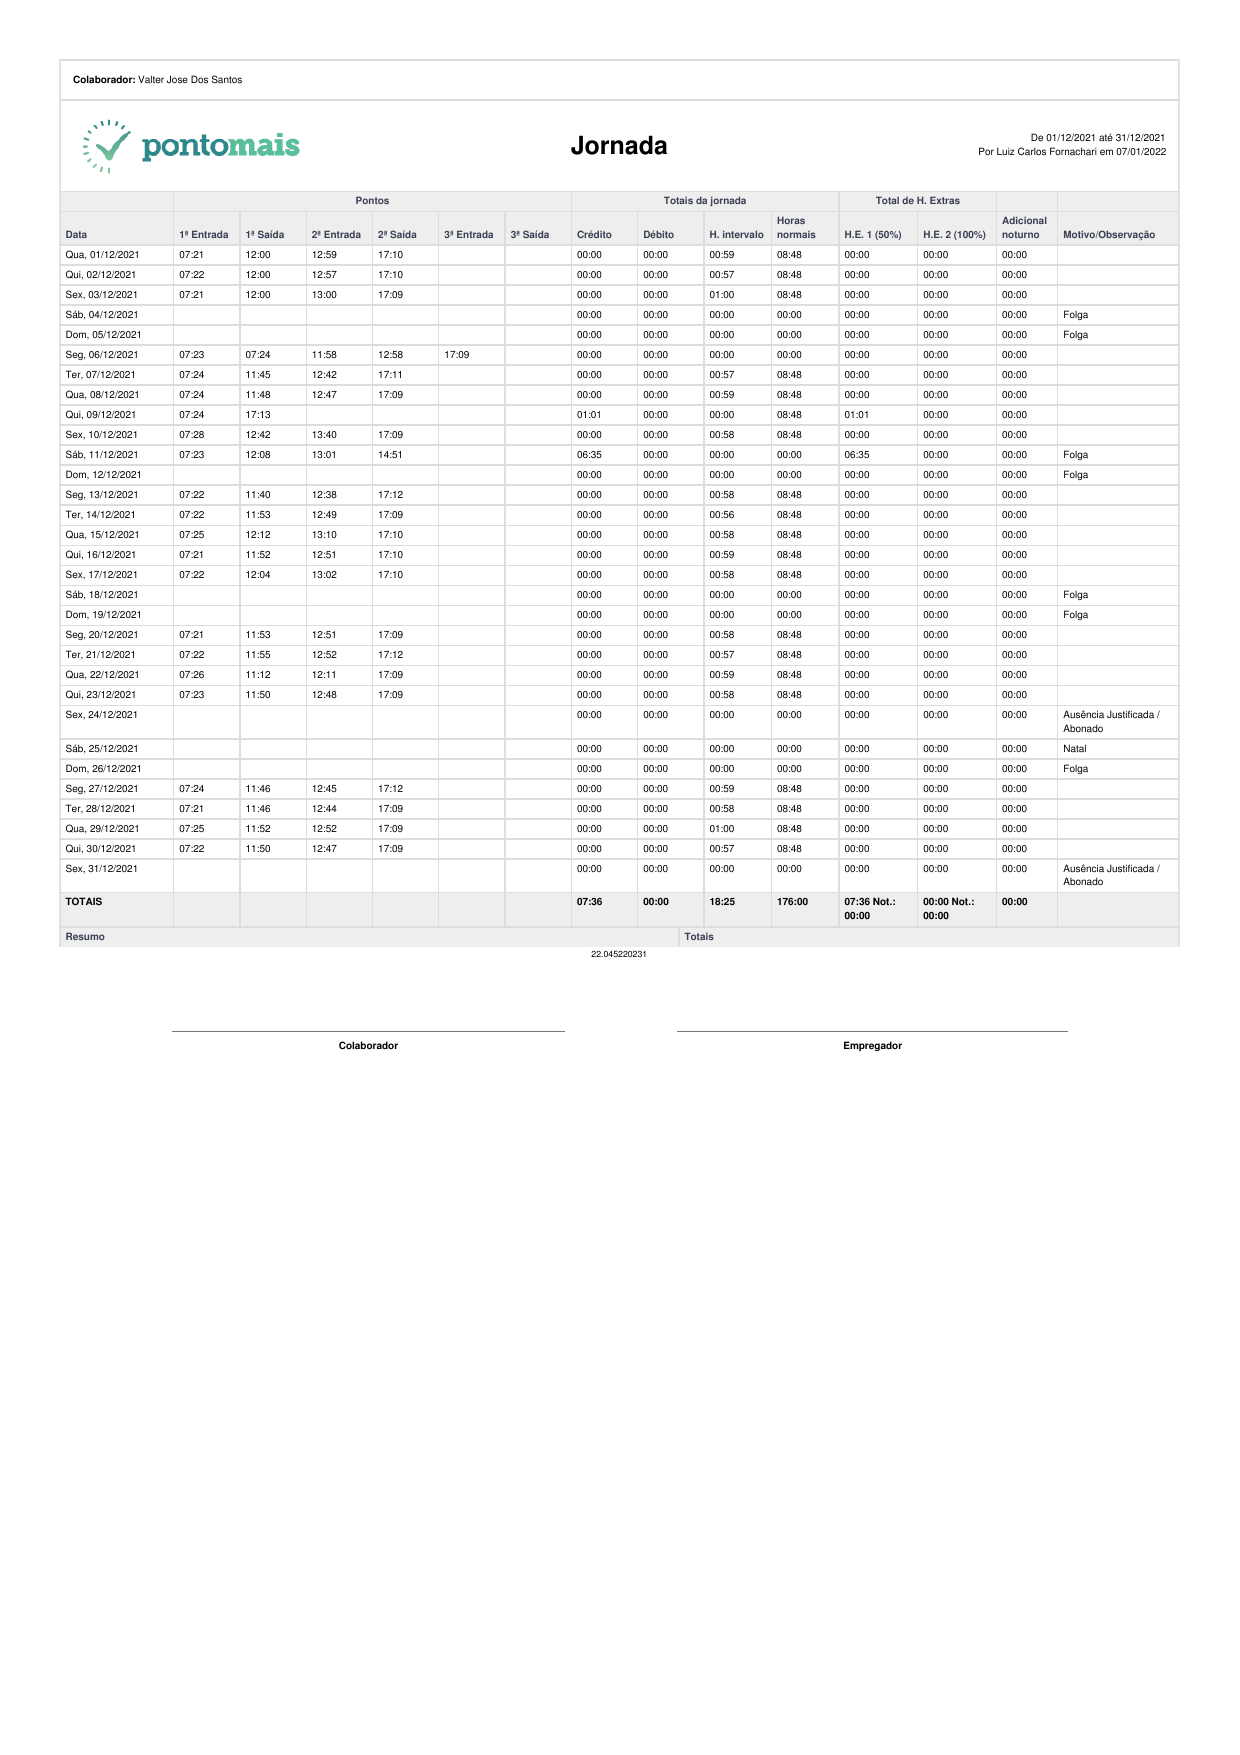 Colaborador: Valter Jose Dos Santos
pontomais
Jornada
De 01/12/2021 até 31/12/2021
Por Luiz Carlos Fornachari em 07/01/2022
Pontos Totais da jornada Total de H. Extras
Data 1ª Entrada 1ª Saída 2ª Entrada 2ª Saída 3ª Entrada 3ª Saída Crédito Débito H. intervalo Horas normais H.E. 1 (50%) H.E. 2 (100%) Adicional noturno Motivo/Observação
Qua, 01/12/2021 07:21 12:00 12:59 17:10 00:00 00:00 00:59 08:48 00:00 00:00 00:00
Qui, 02/12/2021 07:22 12:00 12:57 17:10 00:00 00:00 00:57 08:48 00:00 00:00 00:00
Sex, 03/12/2021 07:21 12:00 13:00 17:09 00:00 00:00 01:00 08:48 00:00 00:00 00:00
Sáb, 04/12/2021 00:00 00:00 00:00 00:00 00:00 00:00 00:00 Folga
Dom, 05/12/2021 00:00 00:00 00:00 00:00 00:00 00:00 00:00 Folga
Seg, 06/12/2021 07:23 07:24 11:58 12:58 17:09 00:00 00:00 00:00 00:00 00:00 00:00 00:00
Ter, 07/12/2021 07:24 11:45 12:42 17:11 00:00 00:00 00:57 08:48 00:00 00:00 00:00
Qua, 08/12/2021 07:24 11:48 12:47 17:09 00:00 00:00 00:59 08:48 00:00 00:00 00:00
Qui, 09/12/2021 07:24 17:13 01:01 00:00 00:00 08:48 01:01 00:00 00:00
Sex, 10/12/2021 07:28 12:42 13:40 17:09 00:00 00:00 00:58 08:48 00:00 00:00 00:00
Sáb, 11/12/2021 07:23 12:08 13:01 14:51 06:35 00:00 00:00 00:00 06:35 00:00 00:00 Folga
Dom, 12/12/2021 00:00 00:00 00:00 00:00 00:00 00:00 00:00 Folga
Seg, 13/12/2021 07:22 11:40 12:38 17:12 00:00 00:00 00:58 08:48 00:00 00:00 00:00
Ter, 14/12/2021 07:22 11:53 12:49 17:09 00:00 00:00 00:56 08:48 00:00 00:00 00:00
Qua, 15/12/2021 07:25 12:12 13:10 17:10 00:00 00:00 00:58 08:48 00:00 00:00 00:00
Qui, 16/12/2021 07:21 11:52 12:51 17:10 00:00 00:00 00:59 08:48 00:00 00:00 00:00
Sex, 17/12/2021 07:22 12:04 13:02 17:10 00:00 00:00 00:58 08:48 00:00 00:00 00:00
Sáb, 18/12/2021 00:00 00:00 00:00 00:00 00:00 00:00 00:00 Folga
Dom, 19/12/2021 00:00 00:00 00:00 00:00 00:00 00:00 00:00 Folga
Seg, 20/12/2021 07:21 11:53 12:51 17:09 00:00 00:00 00:58 08:48 00:00 00:00 00:00
Ter, 21/12/2021 07:22 11:55 12:52 17:12 00:00 00:00 00:57 08:48 00:00 00:00 00:00
Qua, 22/12/2021 07:26 11:12 12:11 17:09 00:00 00:00 00:59 08:48 00:00 00:00 00:00
Qui, 23/12/2021 07:23 11:50 12:48 17:09 00:00 00:00 00:58 08:48 00:00 00:00 00:00
Sex, 24/12/2021 00:00 00:00 00:00 00:00 00:00 00:00 00:00 Ausência Justificada /
Abonado
Sáb, 25/12/2021 00:00 00:00 00:00 00:00 00:00 00:00 00:00 Natal
Dom, 26/12/2021 00:00 00:00 00:00 00:00 00:00 00:00 00:00 Folga
Seg, 27/12/2021 07:24 11:46 12:45 17:12 00:00 00:00 00:59 08:48 00:00 00:00 00:00
Ter, 28/12/2021 07:21 11:46 12:44 17:09 00:00 00:00 00:58 08:48 00:00 00:00 00:00
Qua, 29/12/2021 07:25 11:52 12:52 17:09 00:00 00:00 01:00 08:48 00:00 00:00 00:00
Qui, 30/12/2021 07:22 11:50 12:47 17:09 00:00 00:00 00:57 08:48 00:00 00:00 00:00
Sex, 31/12/2021 00:00 00:00 00:00 00:00 00:00 00:00 00:00 Ausência Justificada /
Abonado
TOTAIS 07:36 00:00 18:25 176:00 07:36 Not.: 00:00 Not.: 00:00
00:00 00:00
Resumo Totais
22.045220231
Colaborador Empregador